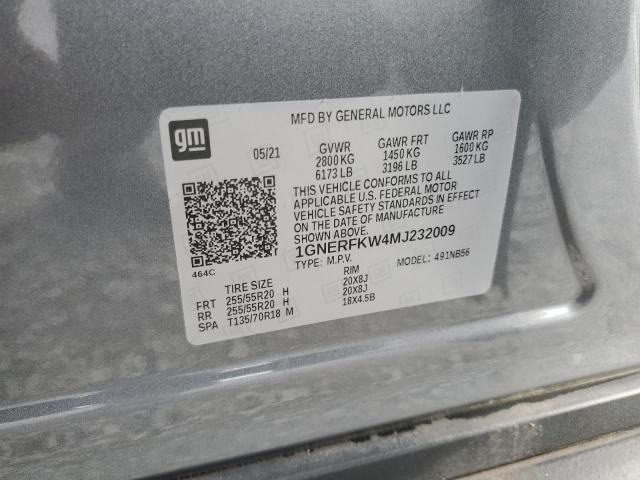 gm
MFD BY GENERAL MOTORS LLC
05/21 GVWR GAWR FRT GAWR RP
2800 KG 1450 KG 1600 KG
6173 LB 3196 LB 3527 LB
THIS VEHICLE CONFORMS TO ALL
APPLICABLE U.S. FEDERAL MOTOR
VEHICLE SAFETY STANDARDS IN EFFECT
ON THE DATE OF MANUFACTURE
SHOWN ABOVE.
1GNERFKW4MJ232009
464C TYPE: M.P.V. MODEL: 491NB56
TIRE SIZE RIM
FRT 255/55R20 H 20X8J
RR 255/55R20 H 20X8J
SPA T135/70R18 M 18X4.5B